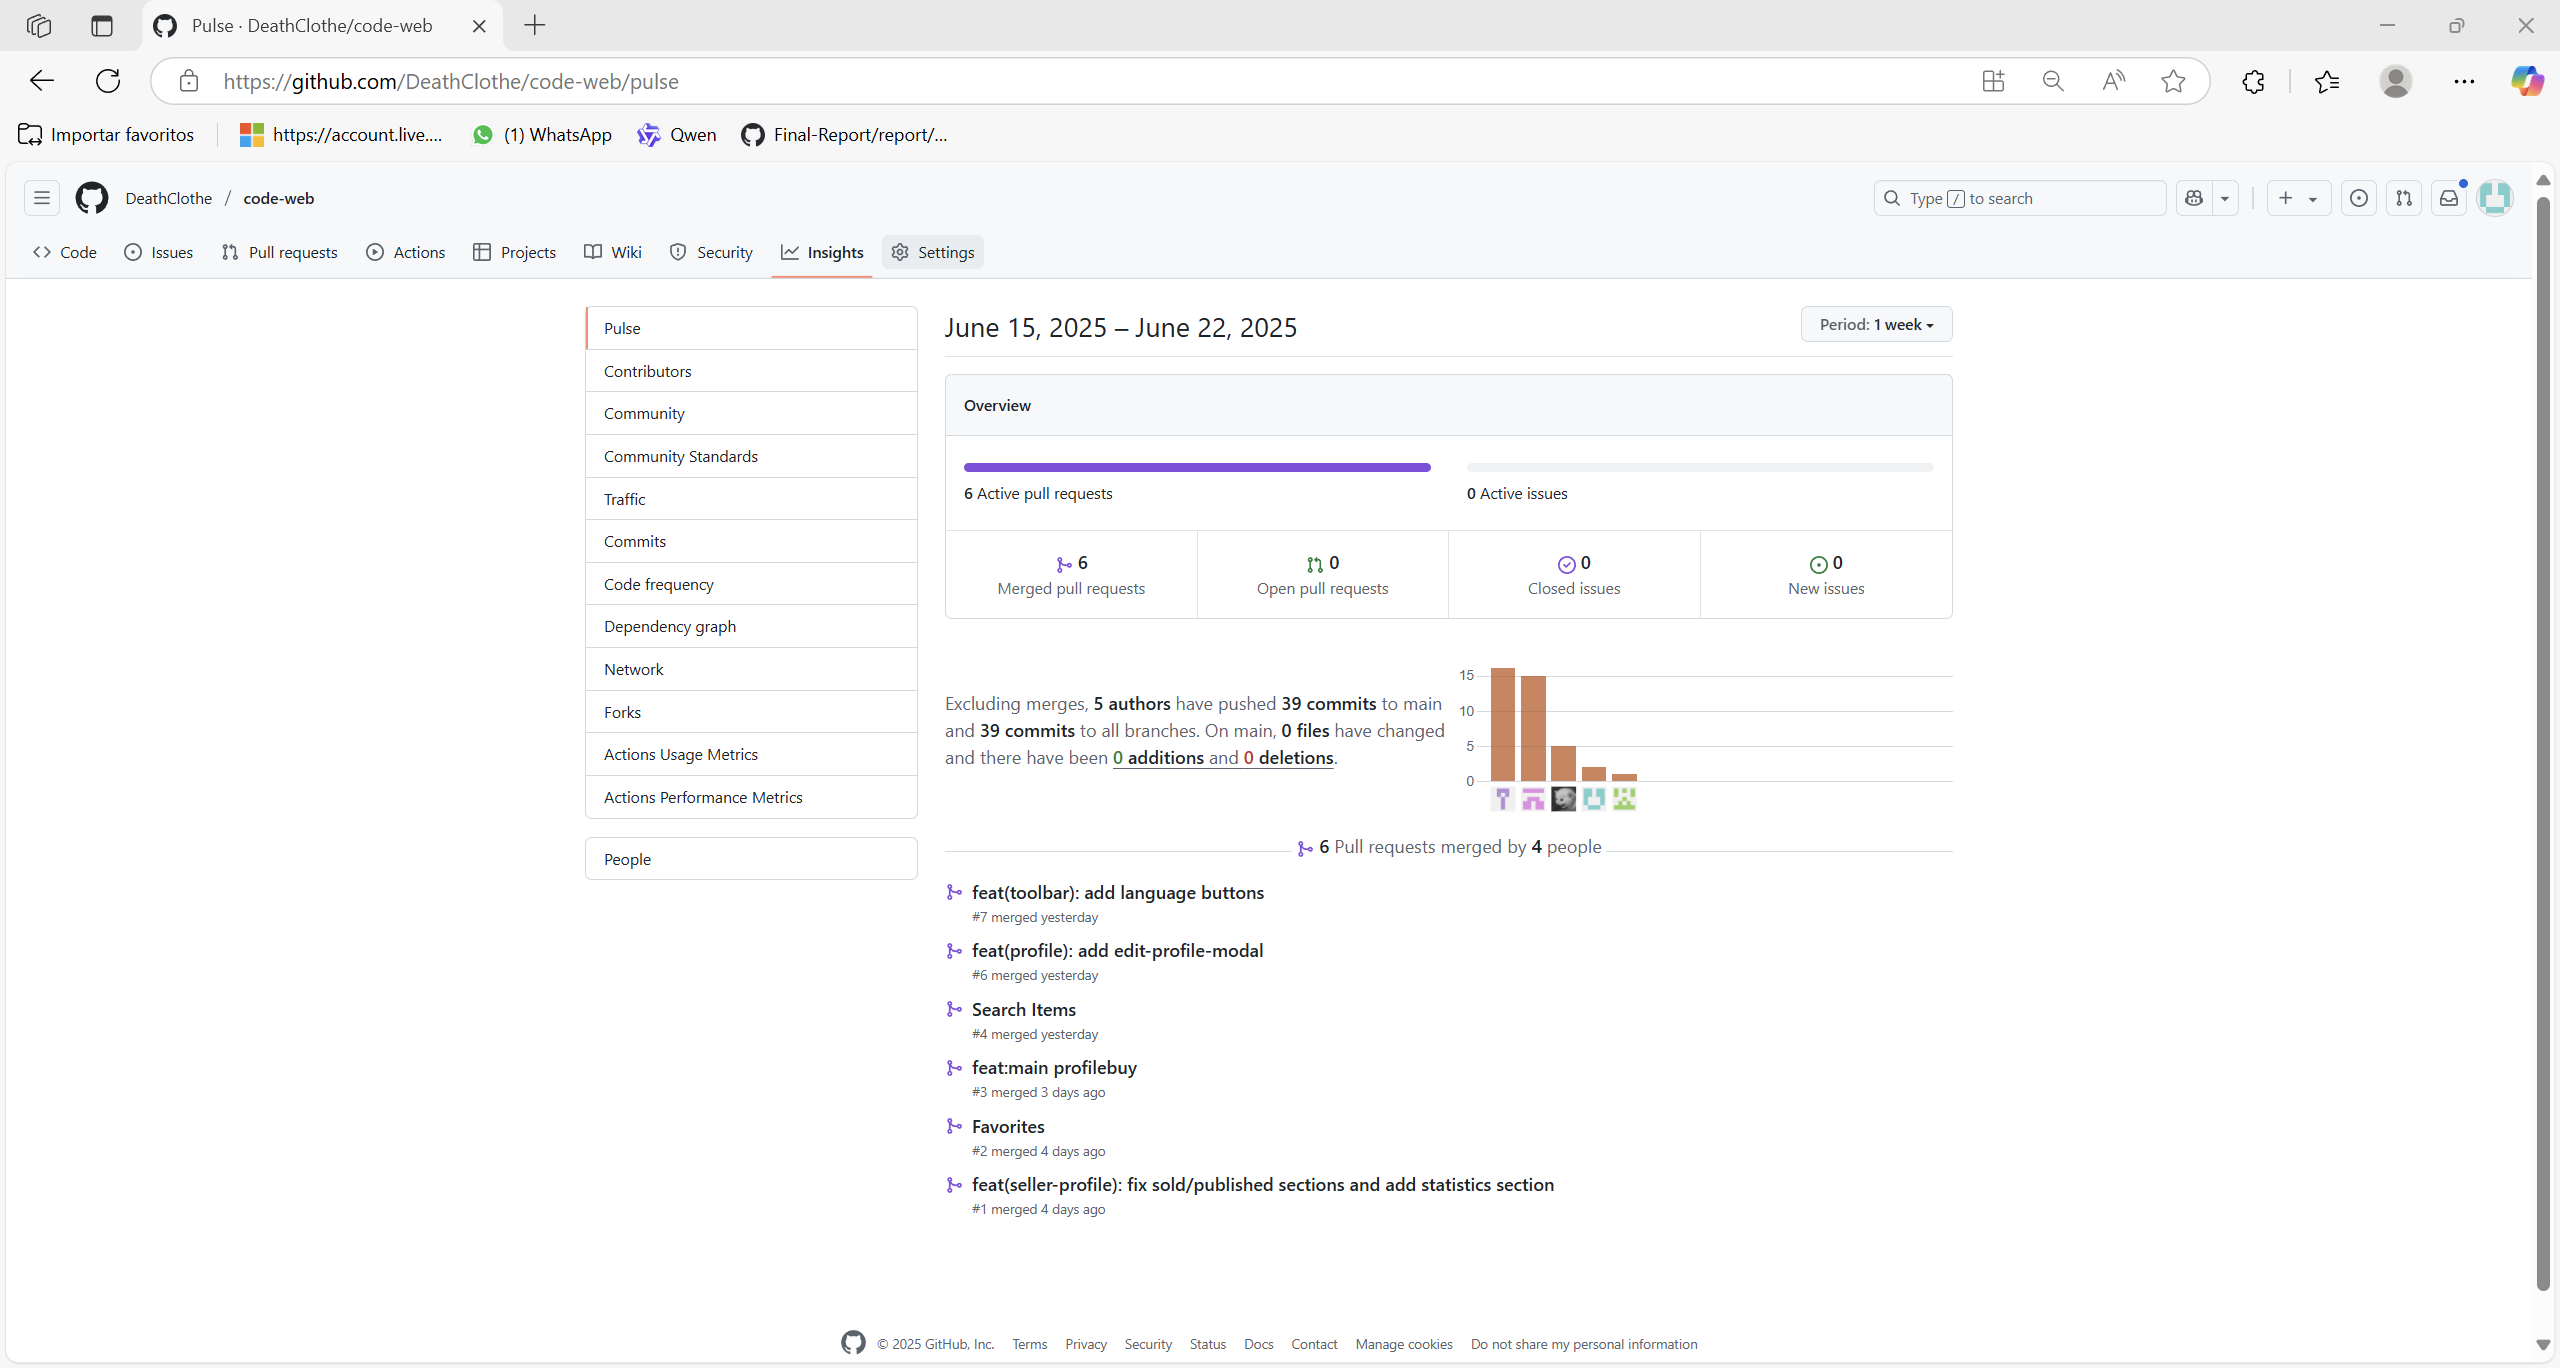 Pulse · DeathClothe/code-web
https://github.com/DeathClothe/code-web/pulse
Importar favoritos
https://account.live....
(1) WhatsApp
Qwen
Final-Report/report/...
DeathClothe / code-web
Type / to search
Code
Issues
Pull requests
Actions
Projects
Wiki
Security
Insights
Settings
Pulse
Contributors
Community
Community Standards
Traffic
Commits
Code frequency
Dependency graph
Network
Forks
Actions Usage Metrics
Actions Performance Metrics
People
June 15, 2025 – June 22, 2025
Period: 1 week
Overview
6 Active pull requests
0 Active issues
6
Merged pull requests
0
Open pull requests
0
Closed issues
0
New issues
Excluding merges, 5 authors have pushed 39 commits to main
and 39 commits to all branches. On main, 0 files have changed
and there have been 0 additions and 0 deletions.
15
10
5
0
6 Pull requests merged by 4 people
feat(toolbar): add language buttons
#7 merged yesterday
feat(profile): add edit-profile-modal
#6 merged yesterday
Search Items
#4 merged yesterday
feat:main profilebuy
#3 merged 3 days ago
Favorites
#2 merged 4 days ago
feat(seller-profile): fix sold/published sections and add statistics section
#1 merged 4 days ago
© 2025 GitHub, Inc.
Terms
Privacy
Security
Status
Docs
Contact
Manage cookies
Do not share my personal information